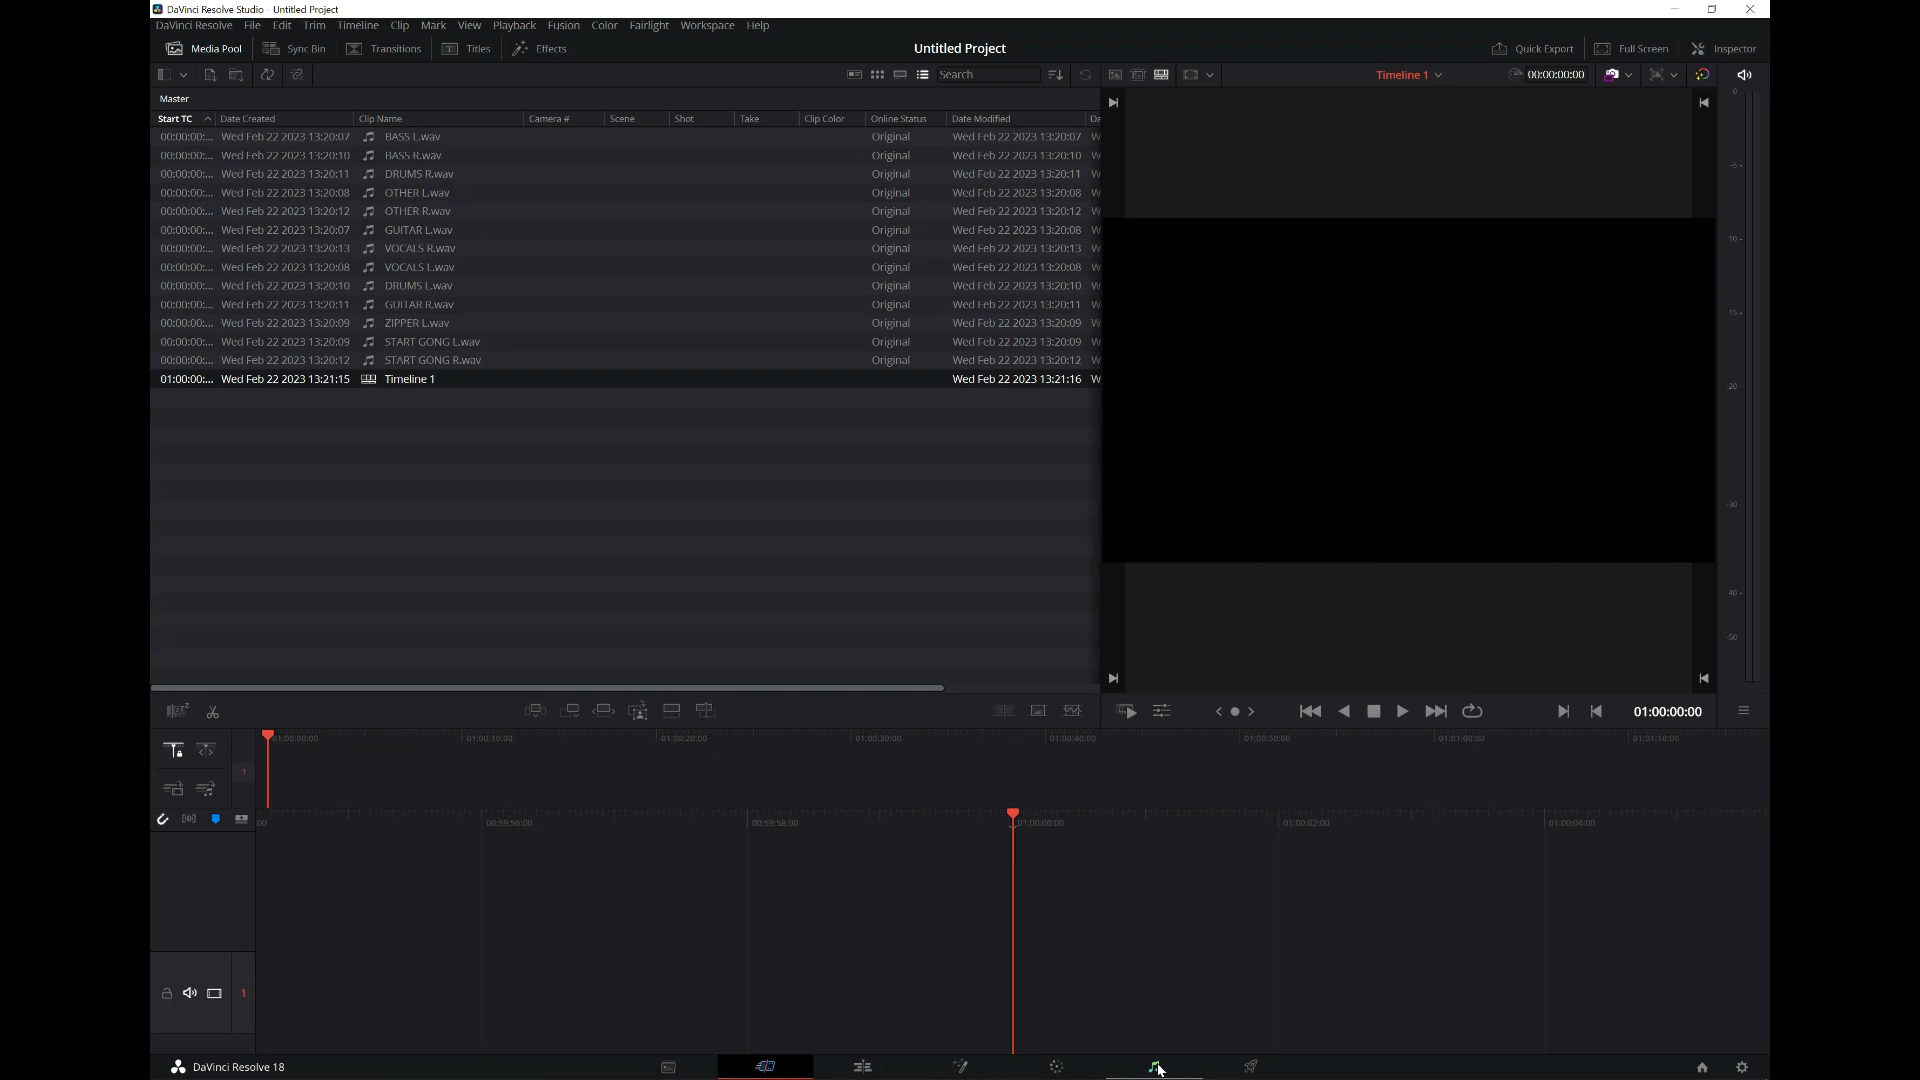 DaVinci Resolve Studio - Untitled Project
DaVinci Resolve File Edit Trim Timeline Clip Mark View Playback Fusion Color Fairlight Workspace Help
Media Pool Sync Bin Transitions Titles Effects Untitled Project Quick Export Full Screen Inspector
Search Timeline 1 00:00:00:00
Master
Start TC Date Created Clip Name Camera # Scene Shot Take Clip Color Online Status Date Modified Da
00:00:00:... Wed Feb 22 2023 13:20:07 BASS L.wav Original Wed Feb 22 2023 13:20:07 W
00:00:00:... Wed Feb 22 2023 13:20:10 BASS R.wav Original Wed Feb 22 2023 13:20:10 W
00:00:00:... Wed Feb 22 2023 13:20:11 DRUMS R.wav Original Wed Feb 22 2023 13:20:11 W
00:00:00:... Wed Feb 22 2023 13:20:08 OTHER L.wav Original Wed Feb 22 2023 13:20:08 W
00:00:00:... Wed Feb 22 2023 13:20:12 OTHER R.wav Original Wed Feb 22 2023 13:20:12 W
00:00:00:... Wed Feb 22 2023 13:20:07 GUITAR L.wav Original Wed Feb 22 2023 13:20:08 W
00:00:00:... Wed Feb 22 2023 13:20:13 VOCALS R.wav Original Wed Feb 22 2023 13:20:13 W
00:00:00:... Wed Feb 22 2023 13:20:08 VOCALS L.wav Original Wed Feb 22 2023 13:20:08 W
00:00:00:... Wed Feb 22 2023 13:20:10 DRUMS L.wav Original Wed Feb 22 2023 13:20:10 W
00:00:00:... Wed Feb 22 2023 13:20:11 GUITAR R.wav Original Wed Feb 22 2023 13:20:11 W
00:00:00:... Wed Feb 22 2023 13:20:09 ZIPPER L.wav Original Wed Feb 22 2023 13:20:09 W
00:00:00:... Wed Feb 22 2023 13:20:09 START GONG L.wav Original Wed Feb 22 2023 13:20:09 W
00:00:00:... Wed Feb 22 2023 13:20:12 START GONG R.wav Original Wed Feb 22 2023 13:20:12 W
01:00:00:... Wed Feb 22 2023 13:21:15 Timeline 1 Wed Feb 22 2023 13:21:16 W
0
-5
-10
-15
-20
-30
-40
-50
01:00:00:00
01:00:00:00 01:00:10:00 01:00:20:00 01:00:30:00 01:00:40:00 01:00:50:00 01:01:00:00 01:01:10:00
1
00 00:59:56:00 00:59:58:00 01:00:00:00 01:00:02:00 01:00:04:00
1
DaVinci Resolve 18